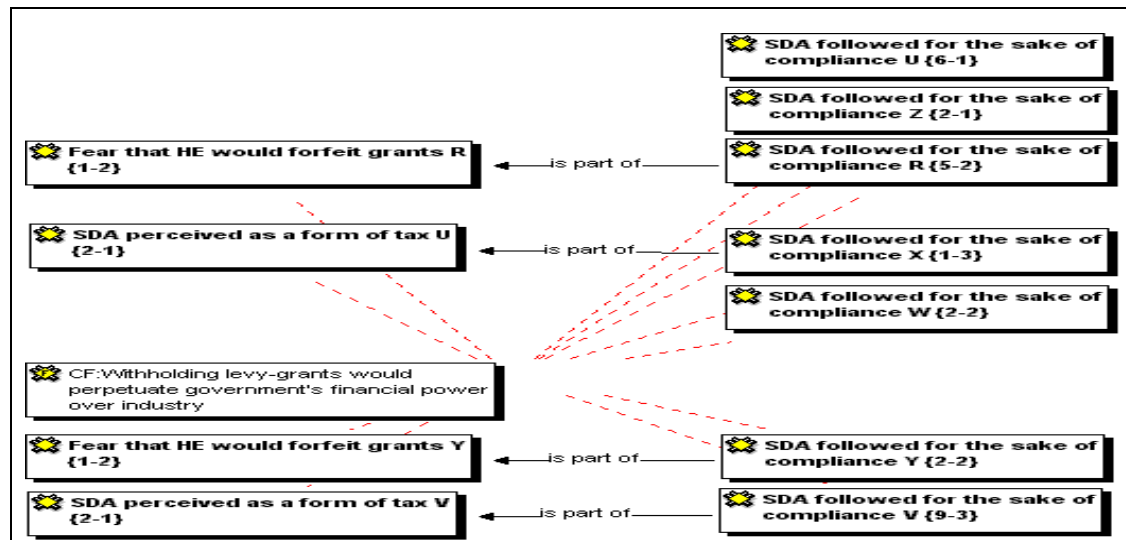 SDA followed for the sake of
compliance U {6-1}
SDA followed for the sake of
compliance Z {2-1}
Fear that HE would forfeit grants R
{1-2}
is part of
SDA followed for the sake of
compliance R {5-2}
SDA perceived as a form of tax U
{2-1}
is part of
SDA followed for the sake of
compliance X {1-3}
SDA followed for the sake of
compliance W {2-2}
CF:Withholding levy-grants would
perpetuate government's financial power
over industry
Fear that HE would forfeit grants Y
{1-2}
is part of
SDA followed for the sake of
compliance Y {2-2}
SDA perceived as a form of tax V
{2-1}
is part of
SDA followed for the sake of
compliance V {9-3}